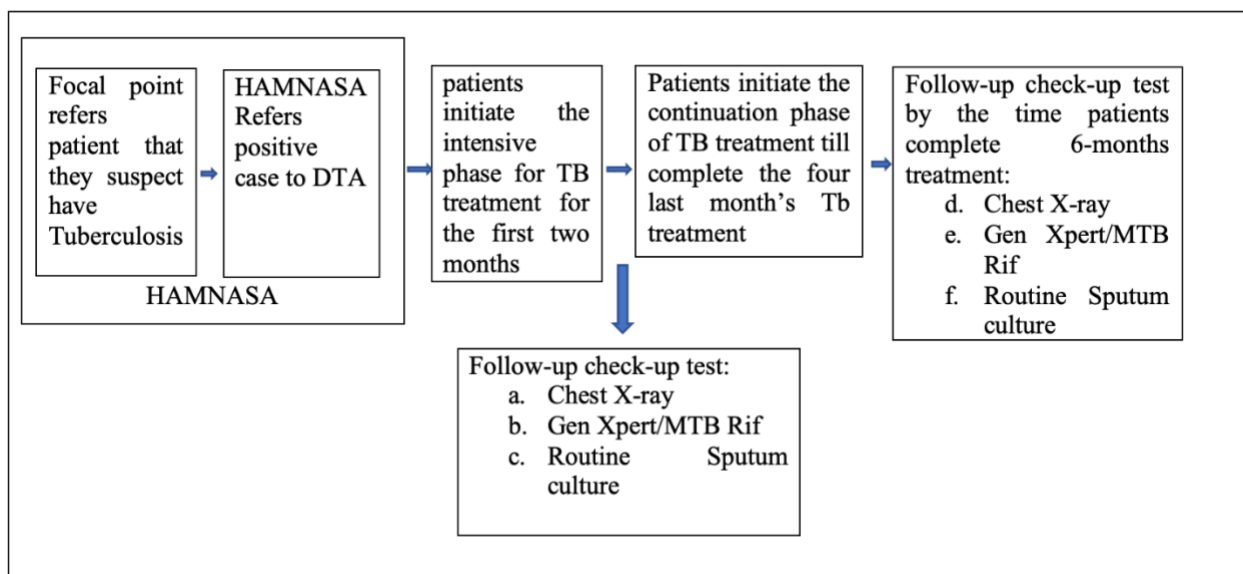 Focal point
refers
patient that
they suspect
have
Tuberculosis
HAMNASA
Refers
positive
case to DTA
HAMNASA
patients
initiate the
intensive
phase for TB
treatment for
the first two
months
Patients initiate the
continuation phase
of TB treatment till
complete the four
last month's Tb
treatment
Follow-up check-up test
by the time patients
complete 6-months
treatment:
d. Chest X-ray
e. Gen Xpert/MTB
Rif
f. Routine Sputum
culture
Follow-up check-up test:
a. Chest X-ray
b. Gen Xpert/MTB Rif
c. Routine Sputum
culture